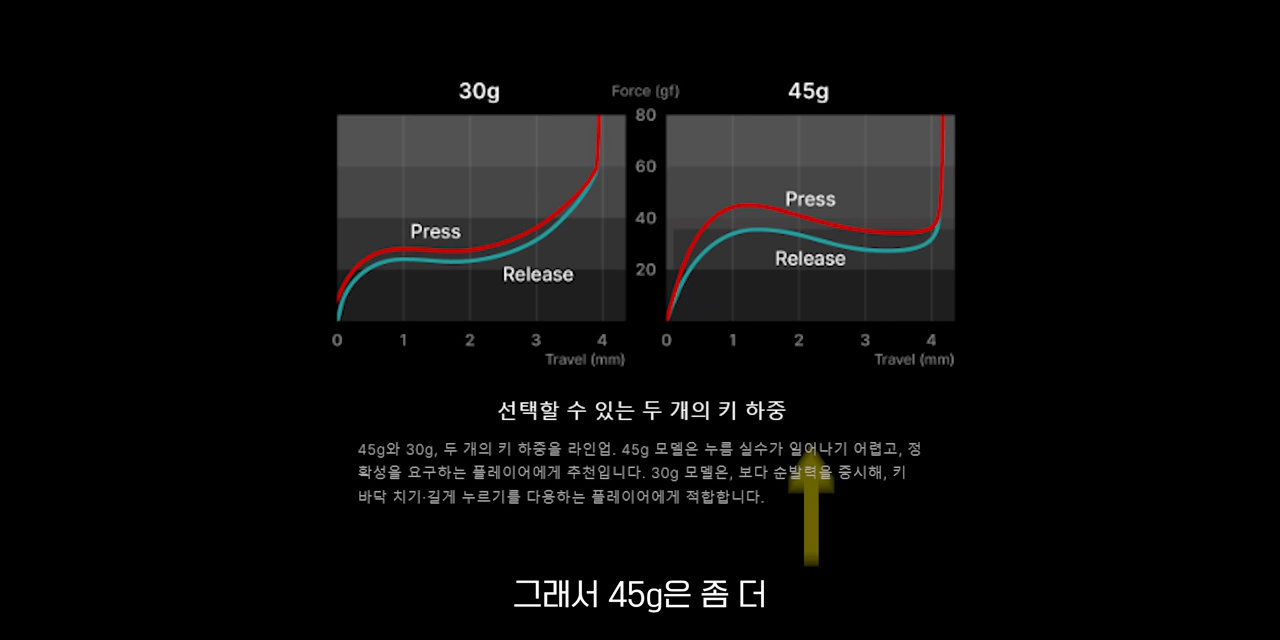 30g
Force (gf)
45g
80
60
40
20
Press
Release
Press
Release
0 1 2 3 4
Travel (mm)
0 1 2 3 4
Travel (mm)
선택할 수 있는 두 개의 키 하중
45g와 30g, 두 개의 키 하중을 라인업. 45g 모델은 누름 실수가 일어나기 어렵고, 정
확성을 요구하는 플레이어에게 추천입니다. 30g 모델은, 보다 순발력을 중시해, 키
바닥 치기·길게 누르기를 다용하는 플레이어에게 적합합니다.
그래서 45g은 좀 더